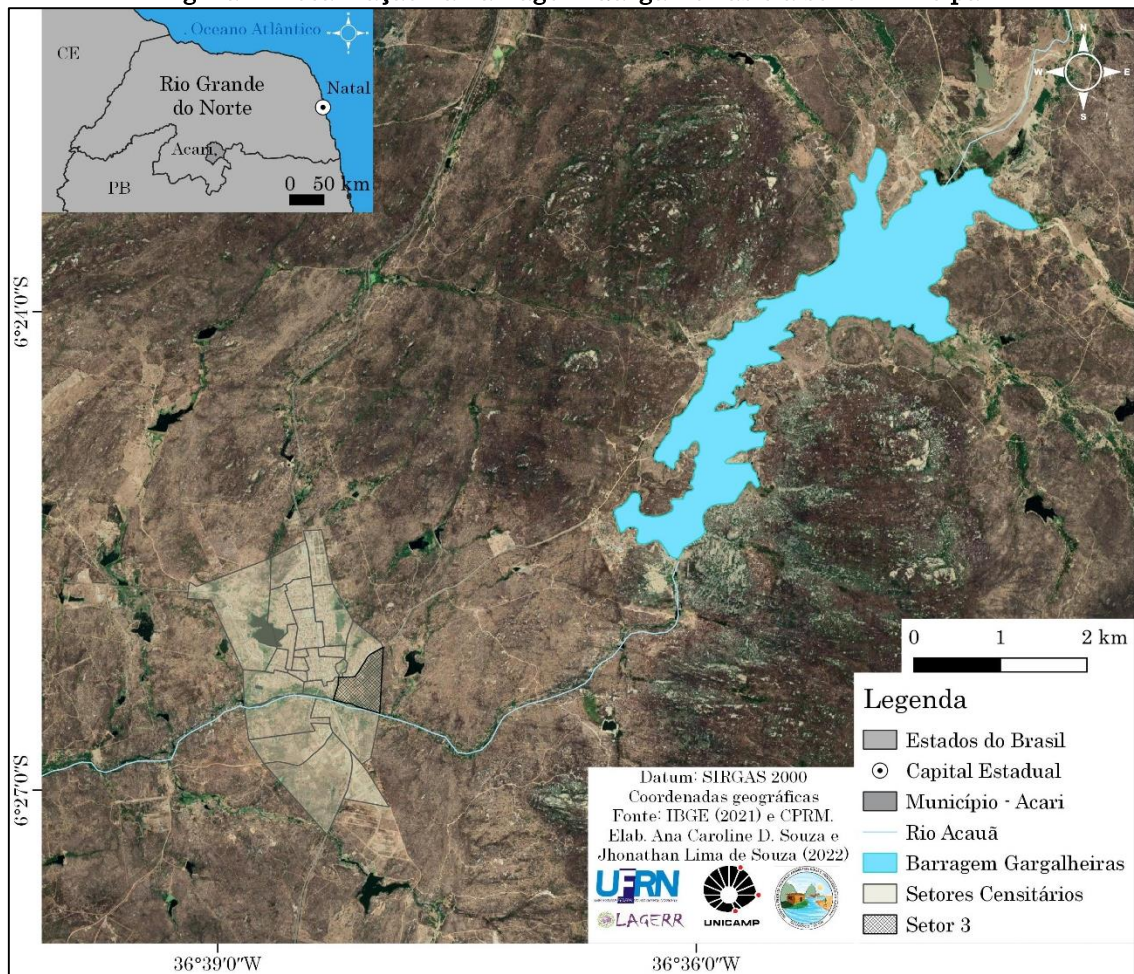 . Oceano Atlântico
CE
Rio Grande
do Norte
Natal
Acari
PB
0 50 km
N
W E
S
6°24'0"S
6°27'0"S
36°39'0"W
36°36'0"W
0 1 2 km
Legenda
Estados do Brasil
Capital Estadual
Município - Acari
Rio Acauã
Barragem Gargalheiras
Setores Censitários
Setor 3
Datum: SIRGAS 2000
Coordenadas geográficas
Fonte: IBGE (2021) e CPRM.
Elab. Ana Caroline D. Souza e
Jhonathan Lima de Souza (2022)
UFRN
LAGERR
UNICAMP